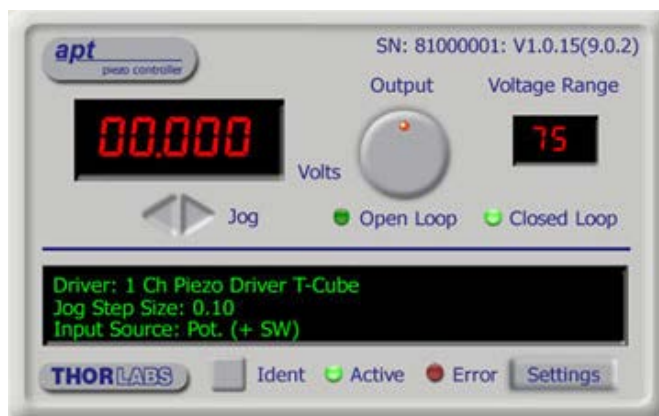 apt
piezo controller
SN: 81000001: V1.0.15(9.0.2)
Output
Voltage Range
00.000
75
Volts
Jog
Open Loop
Closed Loop
Driver: 1 Ch Piezo Driver T-Cube
Jog Step Size: 0.10
Input Source: Pot. (+ SW)
THORLABS
Ident
Active
Error
Settings